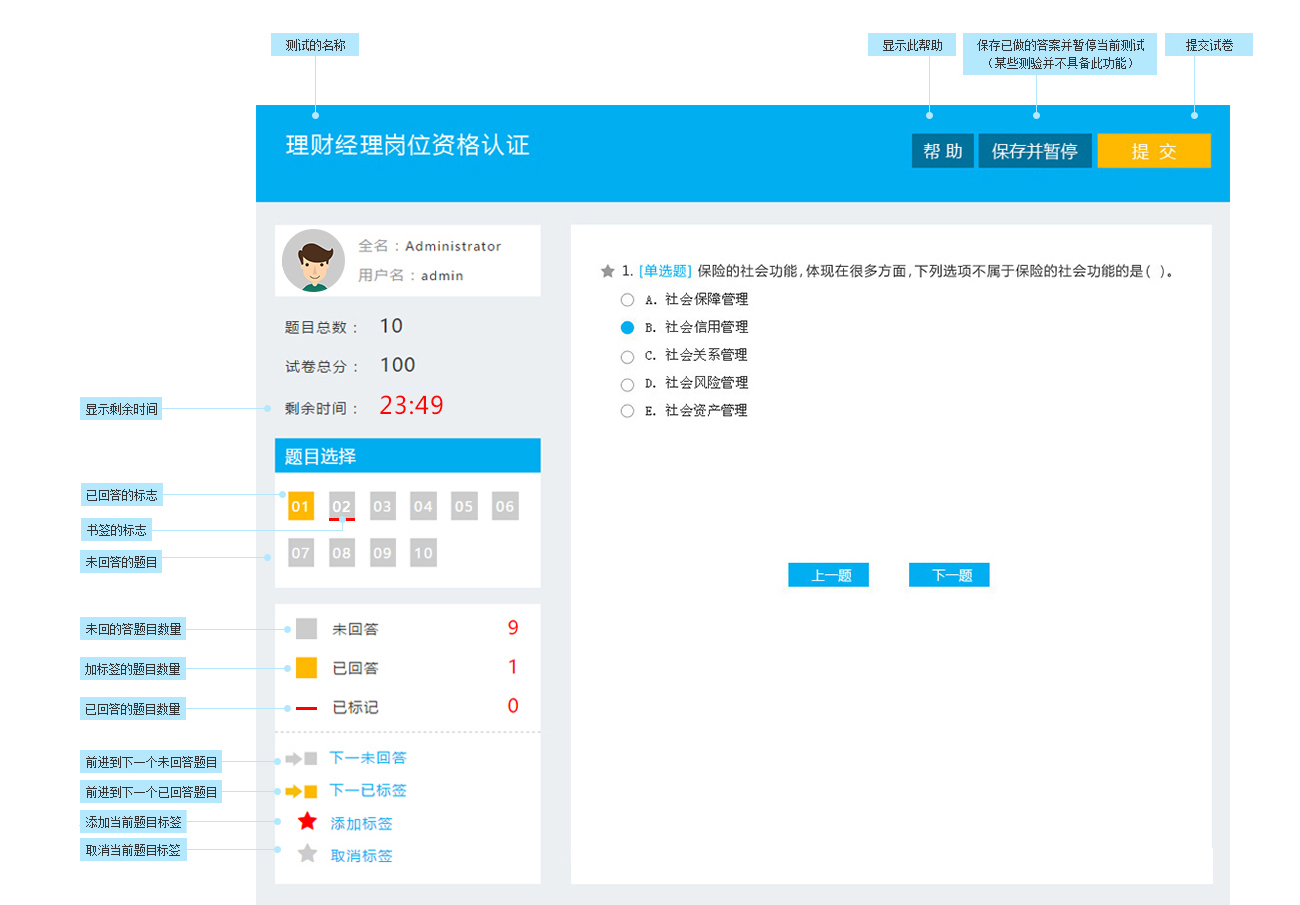 测试的名称
显示此帮助
保存已做的答案并暂停当前测试
（某些测验并不具备此功能）
提交试卷
理财经理岗位资格认证
帮 助
保存并暂停
提 交
全名：Administrator
用户名：admin
题目总数： 10
试卷总分： 100
显示剩余时间
剩余时间： 23:49
题目选择
已回答的标志
01 02 03 04 05 06
书签的标志
未回答的题目
07 08 09 10
未回的答题目数量
未回答 9
加标签的题目数量
已回答 1
已回答的题目数量
已标记 0
前进到下一个未回答题目
下一未回答
前进到下一个已回答题目
下一已标签
添加当前题目标签
添加标签
取消当前题目标签
取消标签
1. [单选题] 保险的社会功能,体现在很多方面,下列选项不属于保险的社会功能的是( )。
A. 社会保障管理
B. 社会信用管理
C. 社会关系管理
D. 社会风险管理
E. 社会资产管理
上一题
下一题